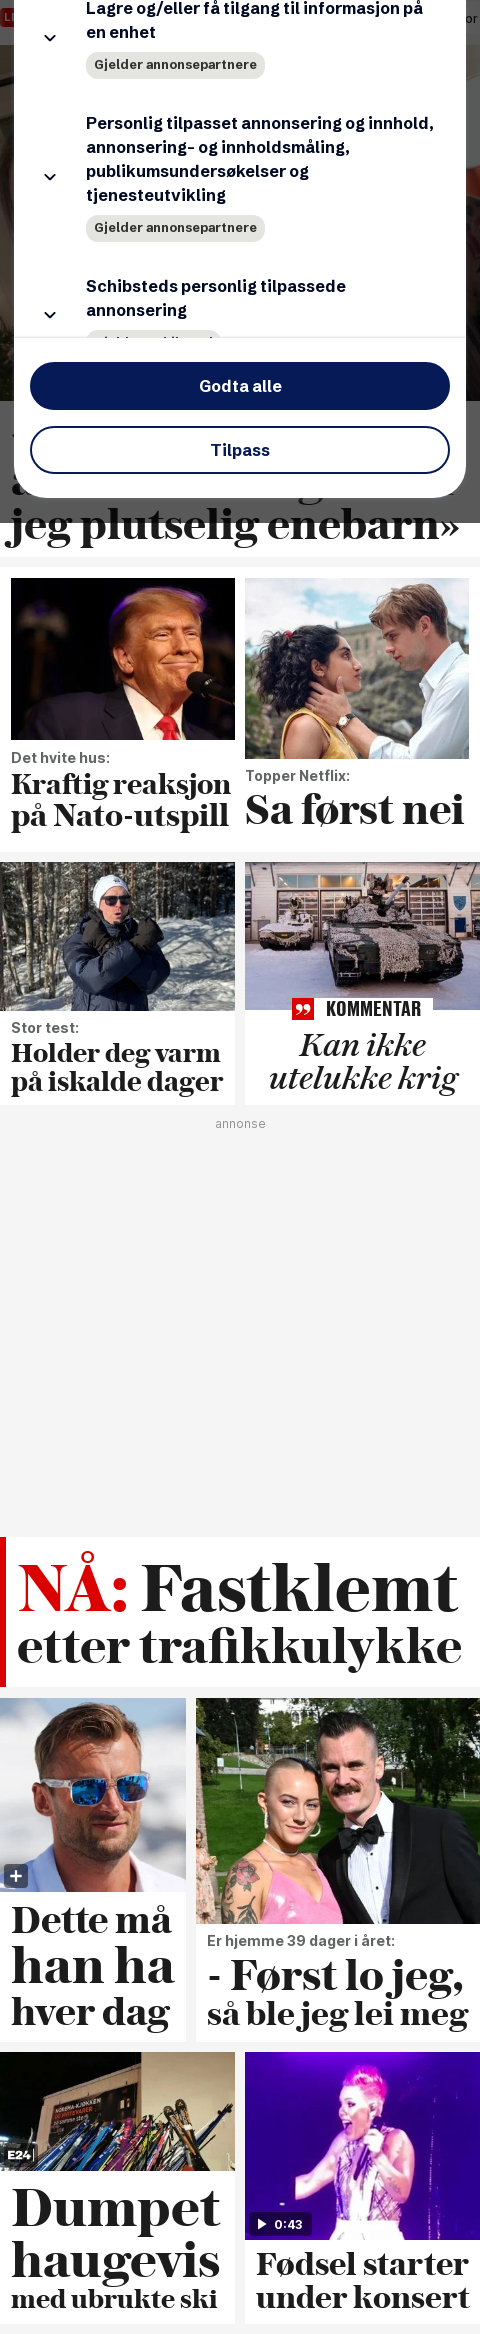 Lagre og/eller få tilgang til informasjon på
en enhet
Gjelder annonsepartnere
Personlig tilpasset annonsering og innhold,
annonsering- og innholdsmåling,
publikumsundersøkelser og
tjenesteutvikling
Gjelder annonsepartnere
Schibsteds personlig tilpassede
annonsering
Godta alle
Tilpass
jeg plutselig enebarn»
Det hvite hus:
Kraftig reaksjon
på Nato-utspill
Topper Netflix:
Sa først nei
Stor test:
Holder deg varm
på iskalde dager
KOMMENTAR
Kan ikke
utelukke krig
annonse
NÅ: Fastklemt
etter trafikkulykke
Dette må
han ha
hver dag
Er hjemme 39 dager i året:
- Først lo jeg,
så ble jeg lei meg
E24
Dumpet
haugevis
med ubrukte ski
0:43
Fødsel starter
under konsert